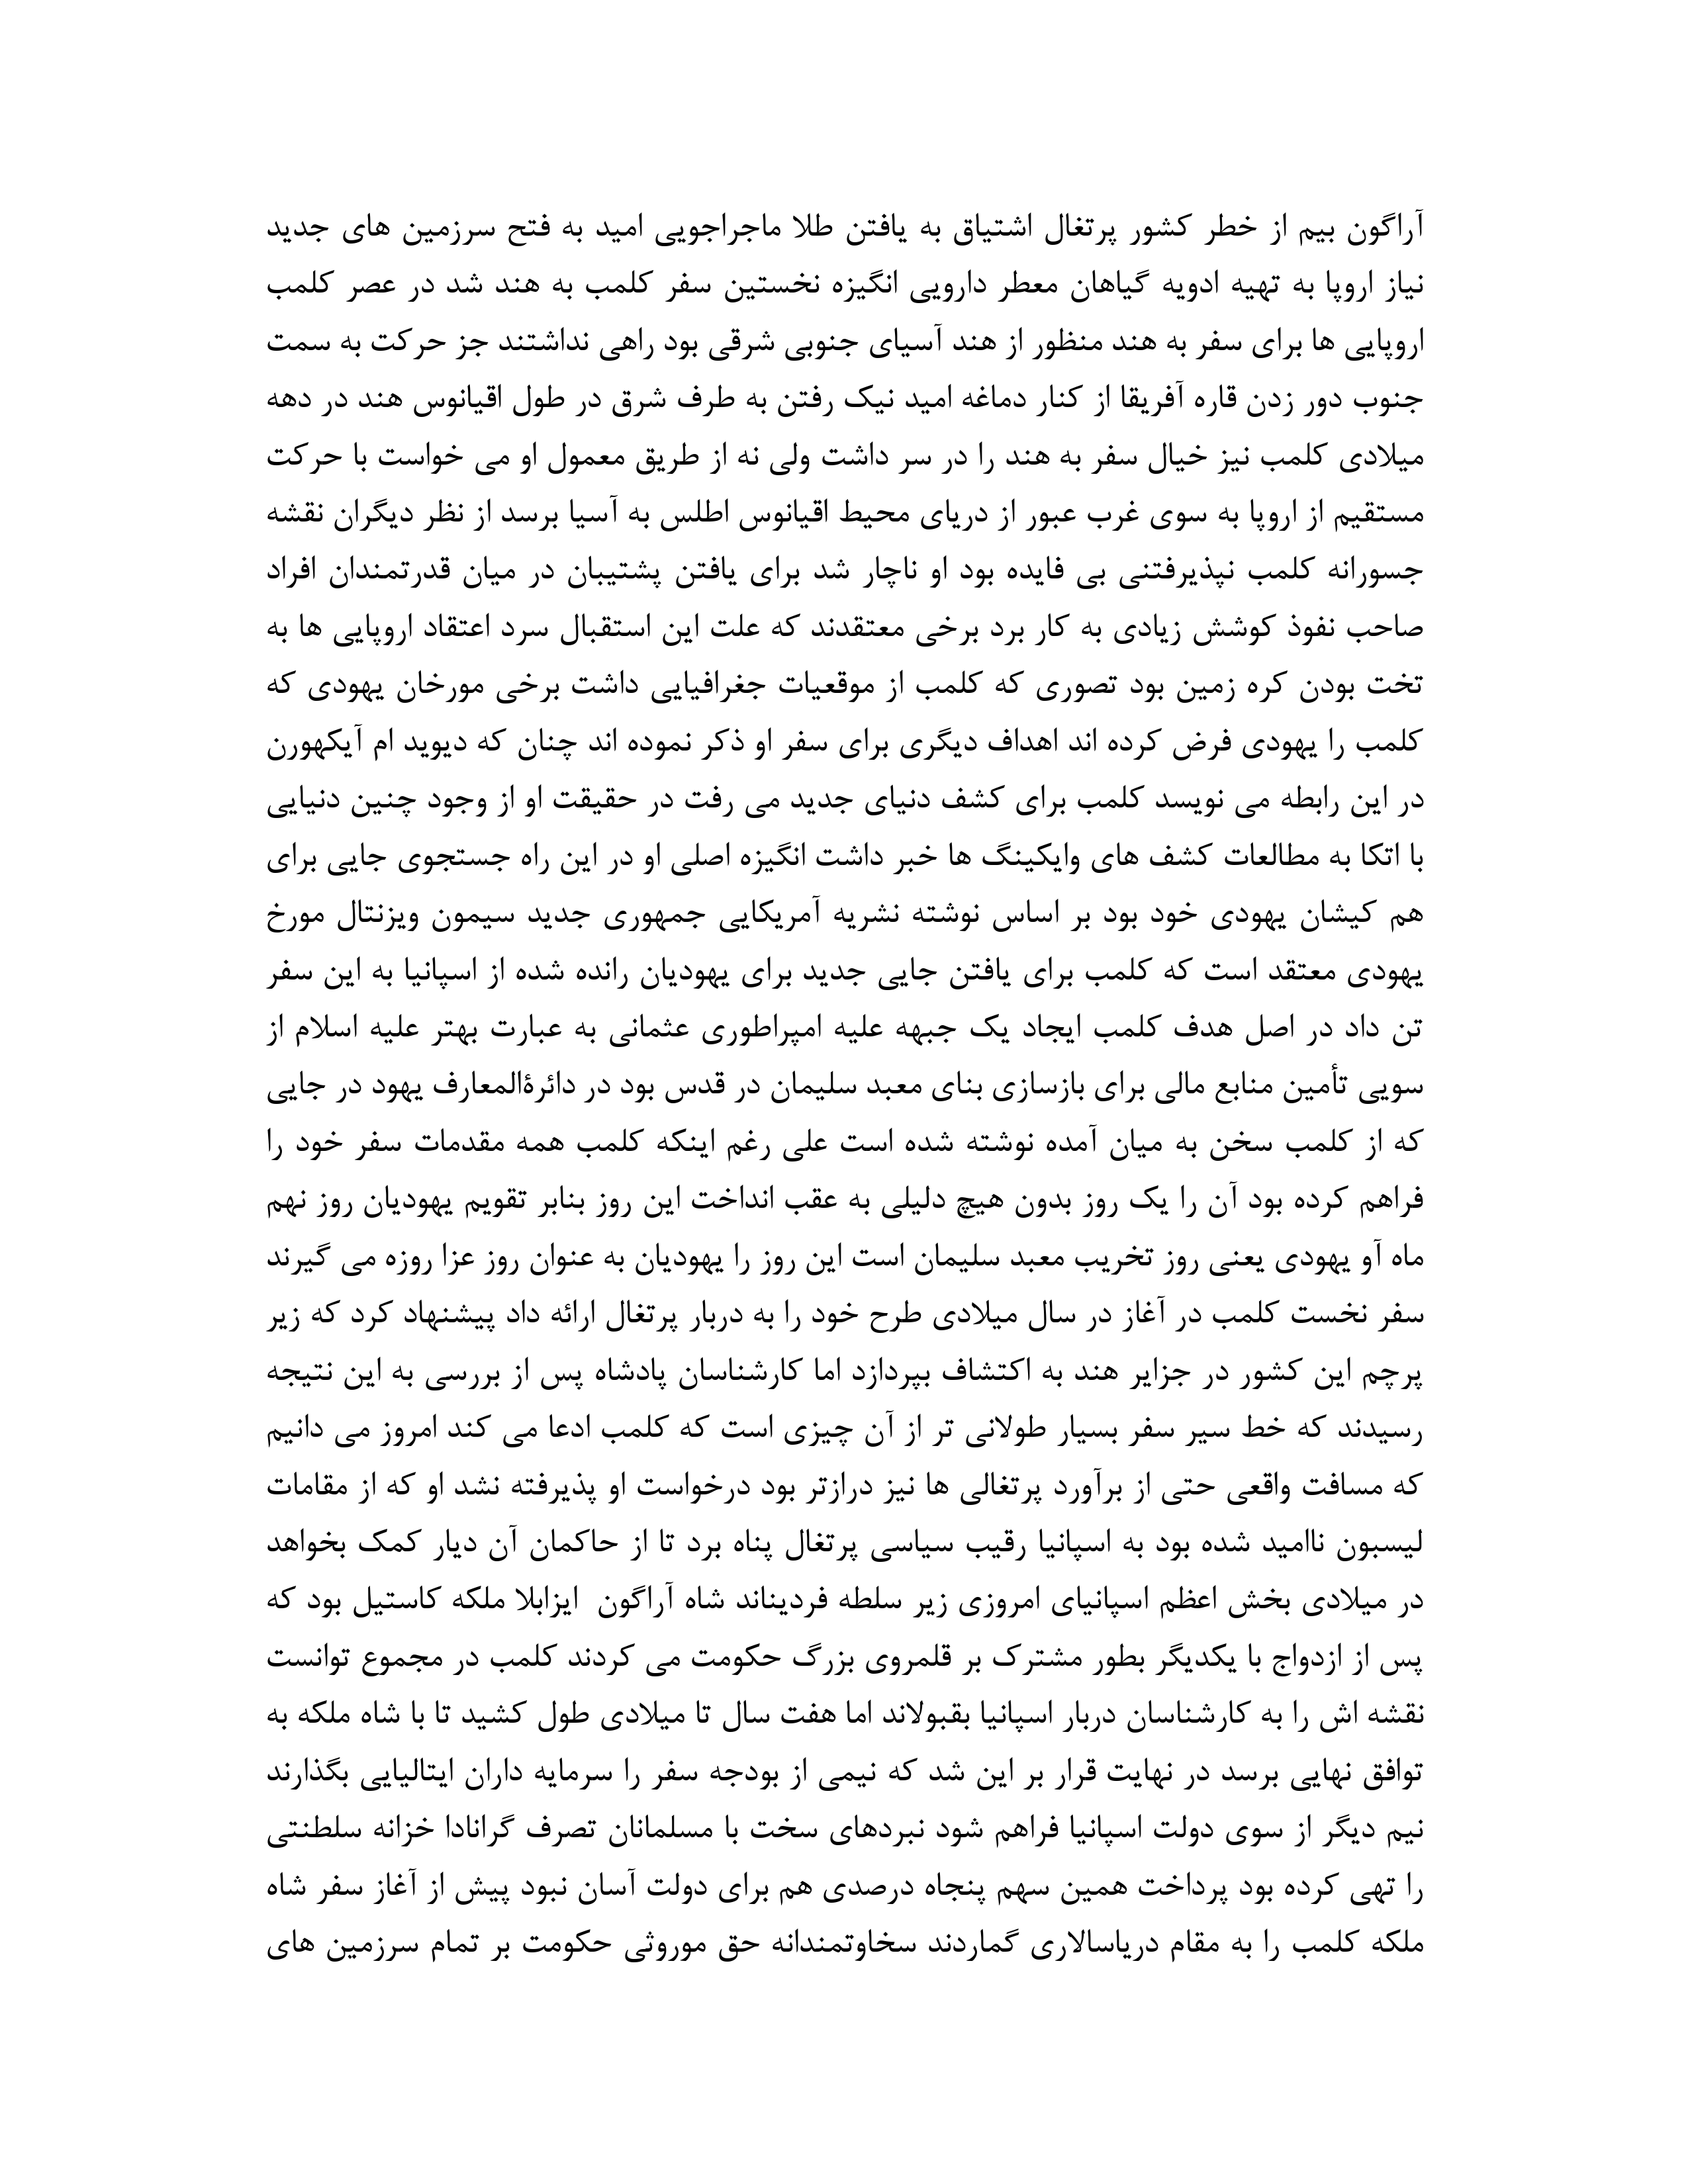 آراگون بیم از خطر کشور پرتغال اشتیاق به یافتن طلا ماجراجویی امید به فتح سرزمین های جدید
نیاز اروپا به تهیه ادویه گیاهان معطر دارویی انگیزه نخستین سفر کلمب به هند شد در عصر کلمب
اروپایی ها برای سفر به هند منظور از هند آسیای جنوبی شرقی بود راهی نداشتند جز حرکت به سمت
جنوب دور زدن قاره آفریقا از کنار دماغه امید نیک رفتن به طرف شرق در طول اقیانوس هند در دهه
میلادی کلمب نیز خیال سفر به هند را در سر داشت ولی نه از طریق معمول او می خواست با حرکت
مستقیم از اروپا به سوی غرب عبور از دریای محیط اقیانوس اطلس به آسیا برسد از نظر دیگران نقشه
جسورانه کلمب نپذیرفتنی بی فایده بود او ناچار شد برای یافتن پشتیبان در میان قدرتمندان افراد
صاحب نفوذ کوشش زیادی به کار برد برخی معتقدند که علت این استقبال سرد اعتقاد اروپایی ها به
تخت بودن کره زمین بود تصوری که کلمب از موقعیات جغرافیایی داشت برخی مورخان یهودی که
کلمب را یهودی فرض کرده اند اهداف دیگری برای سفر او ذکر نموده اند چنان که دیوید ام آیکهورن
در این رابطه می نویسد کلمب برای کشف دنیای جدید می رفت در حقیقت او از وجود چنین دنیایی
با اتکا به مطالعات کشف های وایکینگ ها خبر داشت انگیزه اصلی او در این راه جستجوی جایی برای
هم کیشان یهودی خود بود بر اساس نوشته نشریه آمریکایی جمهوری جدید سیمون ویزنتال مورخ
یهودی معتقد است که کلمب برای یافتن جایی جدید برای یهودیان رانده شده از اسپانیا به این سفر
تن داد در اصل هدف کلمب ایجاد یک جبهه علیه امپراطوری عثمانی به عبارت بهتر علیه اسلام از
سویی تأمین منابع مالی برای بازسازی بنای معبد سلیمان در قدس بود در دائرةالمعارف یهود در جایی
که از کلمب سخن به میان آمده نوشته شده است علی رغم اینکه کلمب همه مقدمات سفر خود را
فراهم کرده بود آن را یک روز بدون هیچ دلیلی به عقب انداخت این روز بنابر تقویم یهودیان روز نهم
ماه آو یهودی یعنی روز تخریب معبد سلیمان است این روز را یهودیان به عنوان روز عزا روزه می گیرند
سفر نخست کلمب در آغاز در سال میلادی طرح خود را به دربار پرتغال ارائه داد پیشنهاد کرد که زیر
پرچم این کشور در جزایر هند به اکتشاف بپردازد اما کارشناسان پادشاه پس از بررسی به این نتیجه
رسیدند که خط سیر سفر بسیار طولانی تر از آن چیزی است که کلمب ادعا می کند امروز می دانیم
که مسافت واقعی حتی از برآورد پرتغالی ها نیز درازتر بود درخواست او پذیرفته نشد او که از مقامات
لیسبون ناامید شده بود به اسپانیا رقیب سیاسی پرتغال پناه برد تا از حاکمان آن دیار کمک بخواهد
در میلادی بخش اعظم اسپانیای امروزی زیر سلطه فردیناند شاه آراگون  ایزابلا ملکه کاستیل بود که
پس از ازدواج با یکدیگر بطور مشترک بر قلمروی بزرگ حکومت می کردند کلمب در مجموع توانست
نقشه اش را به کارشناسان دربار اسپانیا بقبولاند اما هفت سال تا میلادی طول کشید تا با شاه ملکه به
توافق نهایی برسد در نهایت قرار بر این شد که نیمی از بودجه سفر را سرمایه داران ایتالیایی بگذارند
نیم دیگر از سوی دولت اسپانیا فراهم شود نبردهای سخت با مسلمانان تصرف گرانادا خزانه سلطنتی
را تهی کرده بود پرداخت همین سهم پنجاه درصدی هم برای دولت آسان نبود پیش از آغاز سفر شاه
ملکه کلمب را به مقام دریاسالاری گماردند سخاوتمندانه حق موروثی حکومت بر تمام سرزمین های